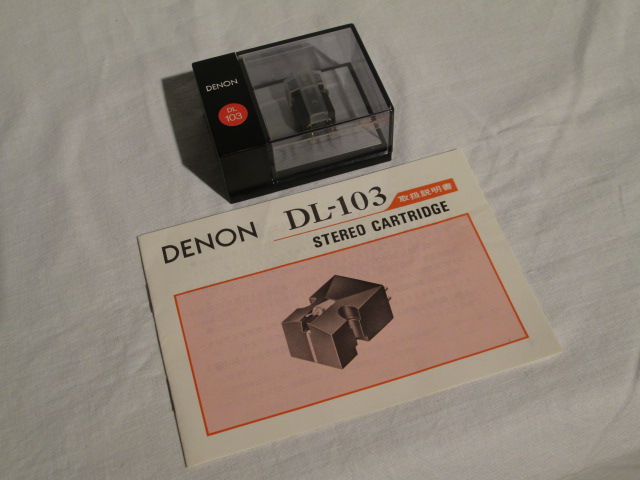 DENON
DL
103
DENON DL-103 取扱説明書
STEREO CARTRIDGE